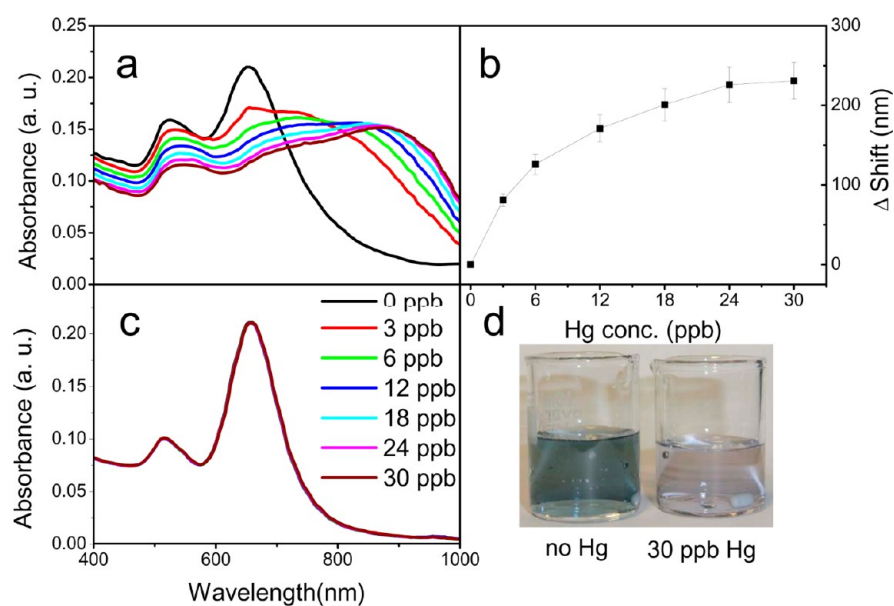 a
0.25
0.20
0.15
0.10
0.05
0.00
Absorbance (a. u.)
b
300
200
100
0
Δ Shift (nm)
0 6 12 18 24 30
Hg conc. (ppb)
c
0.20
0.15
0.10
0.05
0.00
Absorbance (a. u.)
400 600 800 1000
Wavelength(nm)
0 ppb
3 ppb
6 ppb
12 ppb
18 ppb
24 ppb
30 ppb
d
no Hg
30 ppb Hg